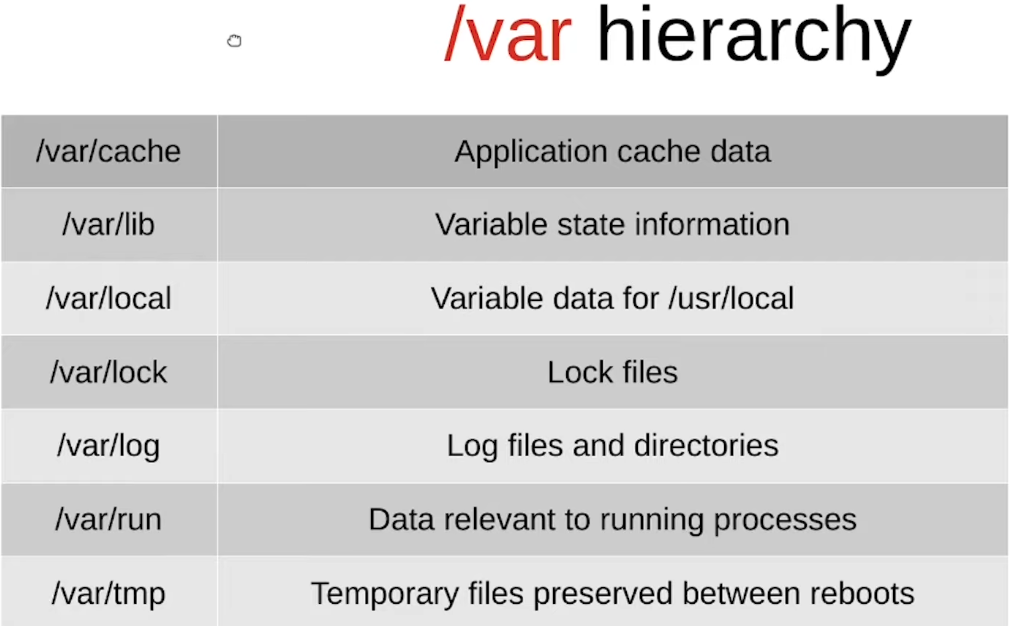 /var hierarchy
/var/cache Application cache data
/var/lib Variable state information
/var/local Variable data for /usr/local
/var/lock Lock files
/var/log Log files and directories
/var/run Data relevant to running processes
/var/tmp Temporary files preserved between reboots